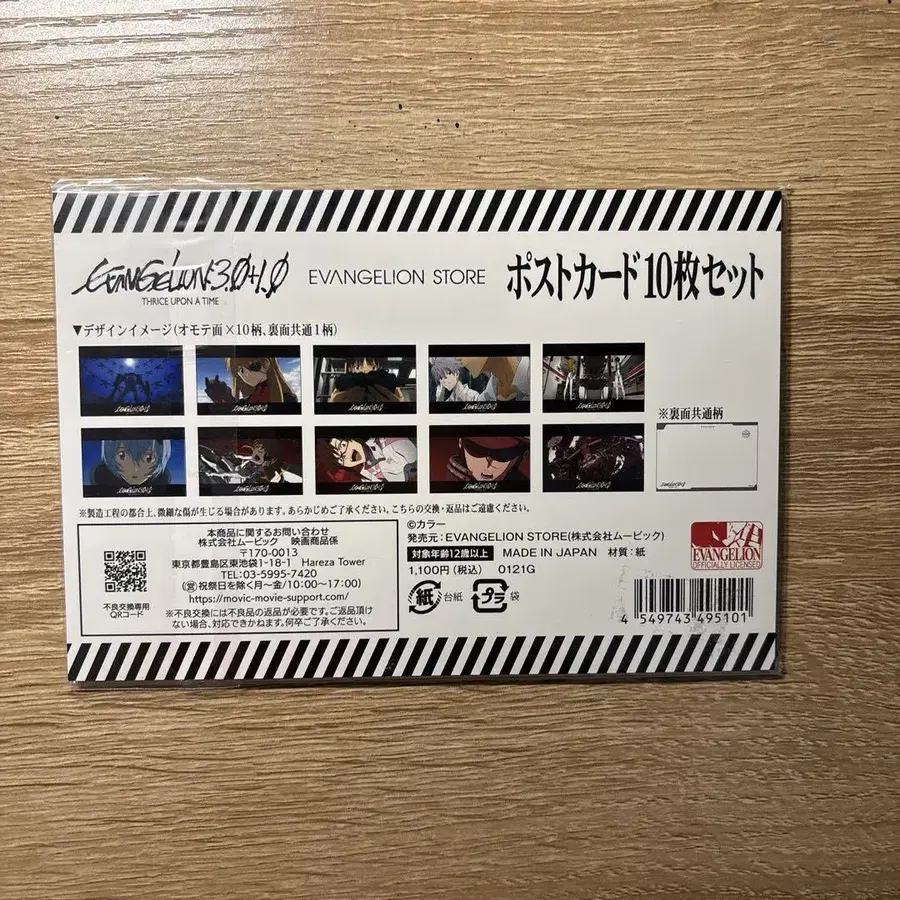 EVANGELION:3.0+1.0
THRICE UPON A TIME
EVANGELION STORE
ポストカード10枚セット
▼デザインイメージ(オモテ面×10柄、裏面共通1柄)
※裏面共通柄
※製造工程の都合上、微細な傷が生じる場合があります。あらかじめご了承ください。こちらの交換・返品はご遠慮ください。
本商品に関するお問い合わせ
株式会社ムービック 映画商品係
〒170-0013
東京都豊島区東池袋1-18-1 Hareza Tower
TEL:03-5995-7420
(営)祝祭日を除く月～金/10:00～17:00)
https://movic-movie-support.com/
※不良交換には不良品の返品が必要です。ご返品頂け
ない場合、対応できかねます。何卒ご了承ください。
不良交換専用
QRコード
©カラー
発売元:EVANGELION STORE(株式会社ムービック)
対象年齢12歳以上 MADE IN JAPAN 材質:紙
1,100円(税込) 0121G
紙 台紙 プラ 袋
EVANGELION
OFFICIALLY LICENSED
4 549743 495101